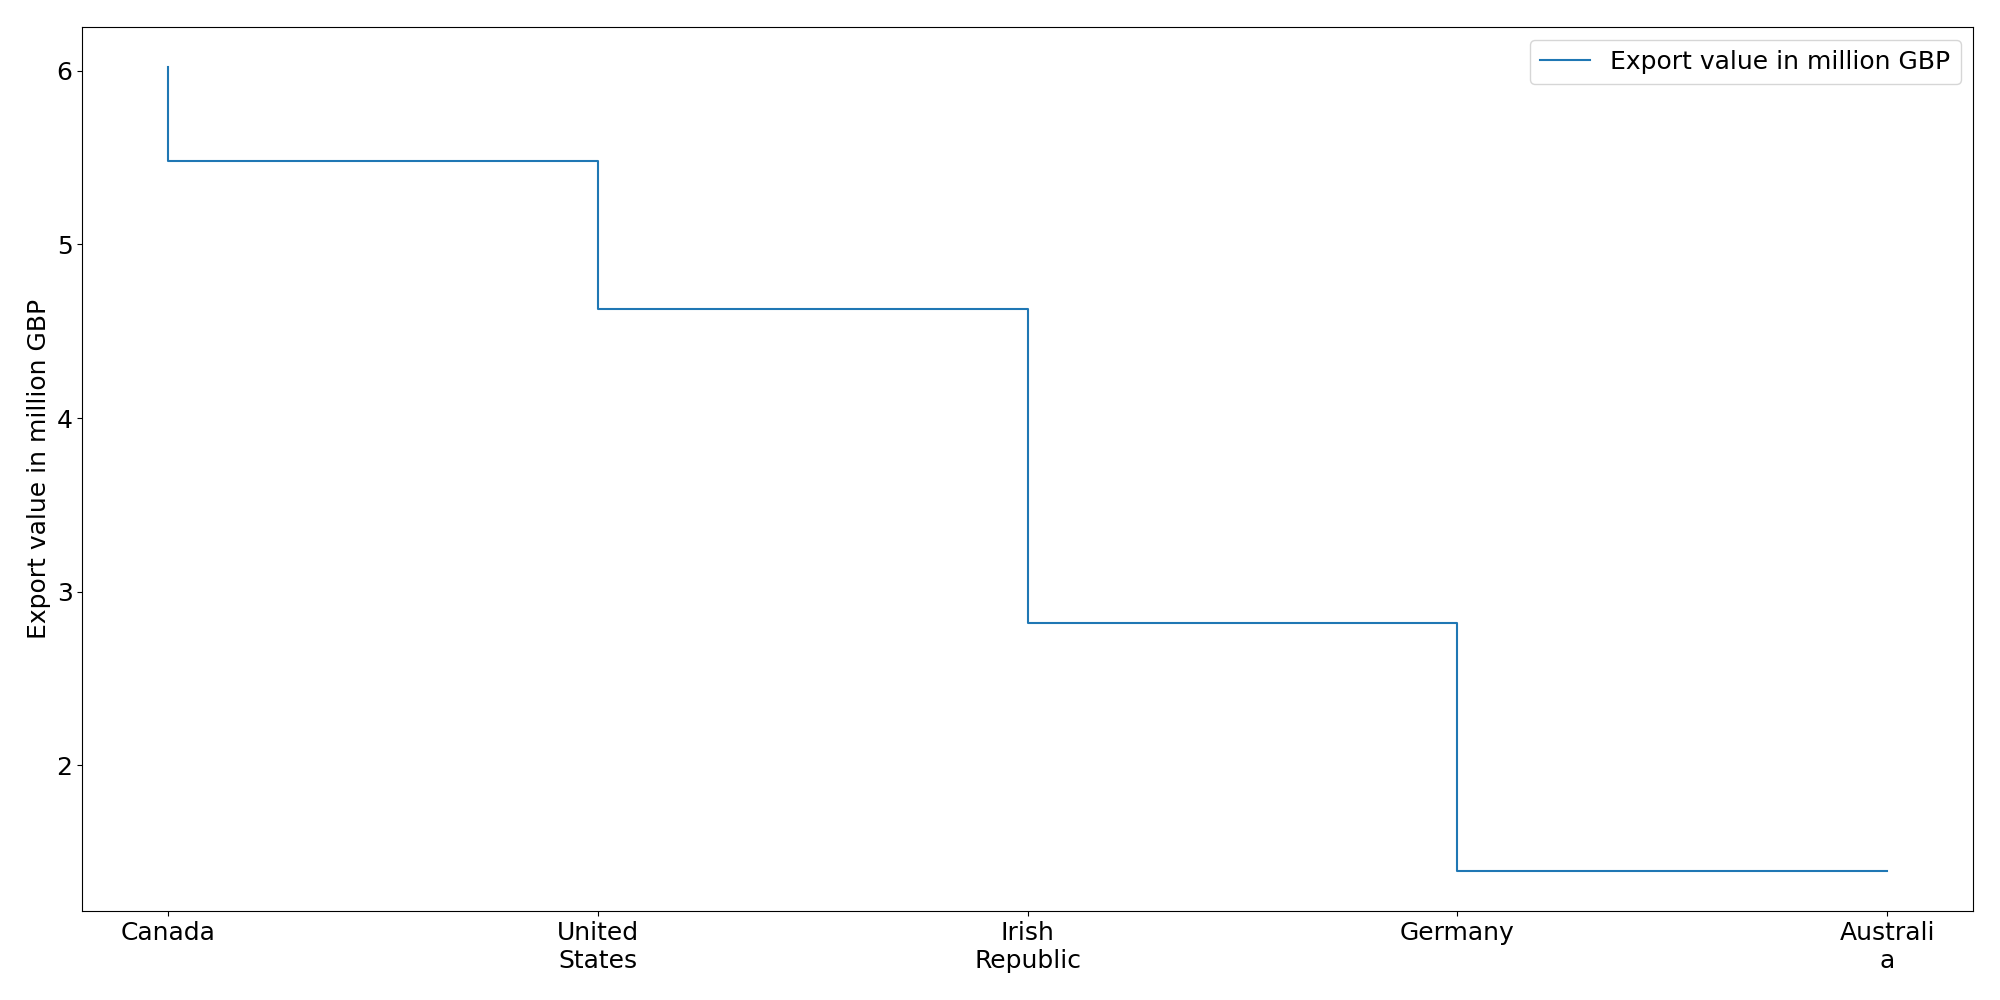 Export value in million GBP
6
5
4
3
2
Export value in million GBP
Canada
United
States
Irish
Republic
Germany
Australi
a